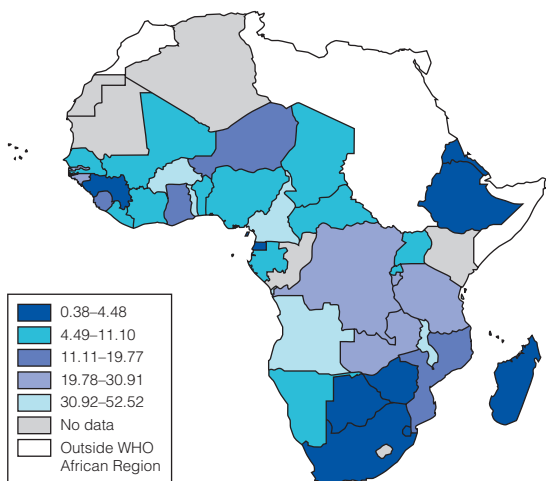 0.38–4.48
4.49–11.10
11.11–19.77
19.78–30.91
30.92–52.52
No data
Outside WHO
African Region